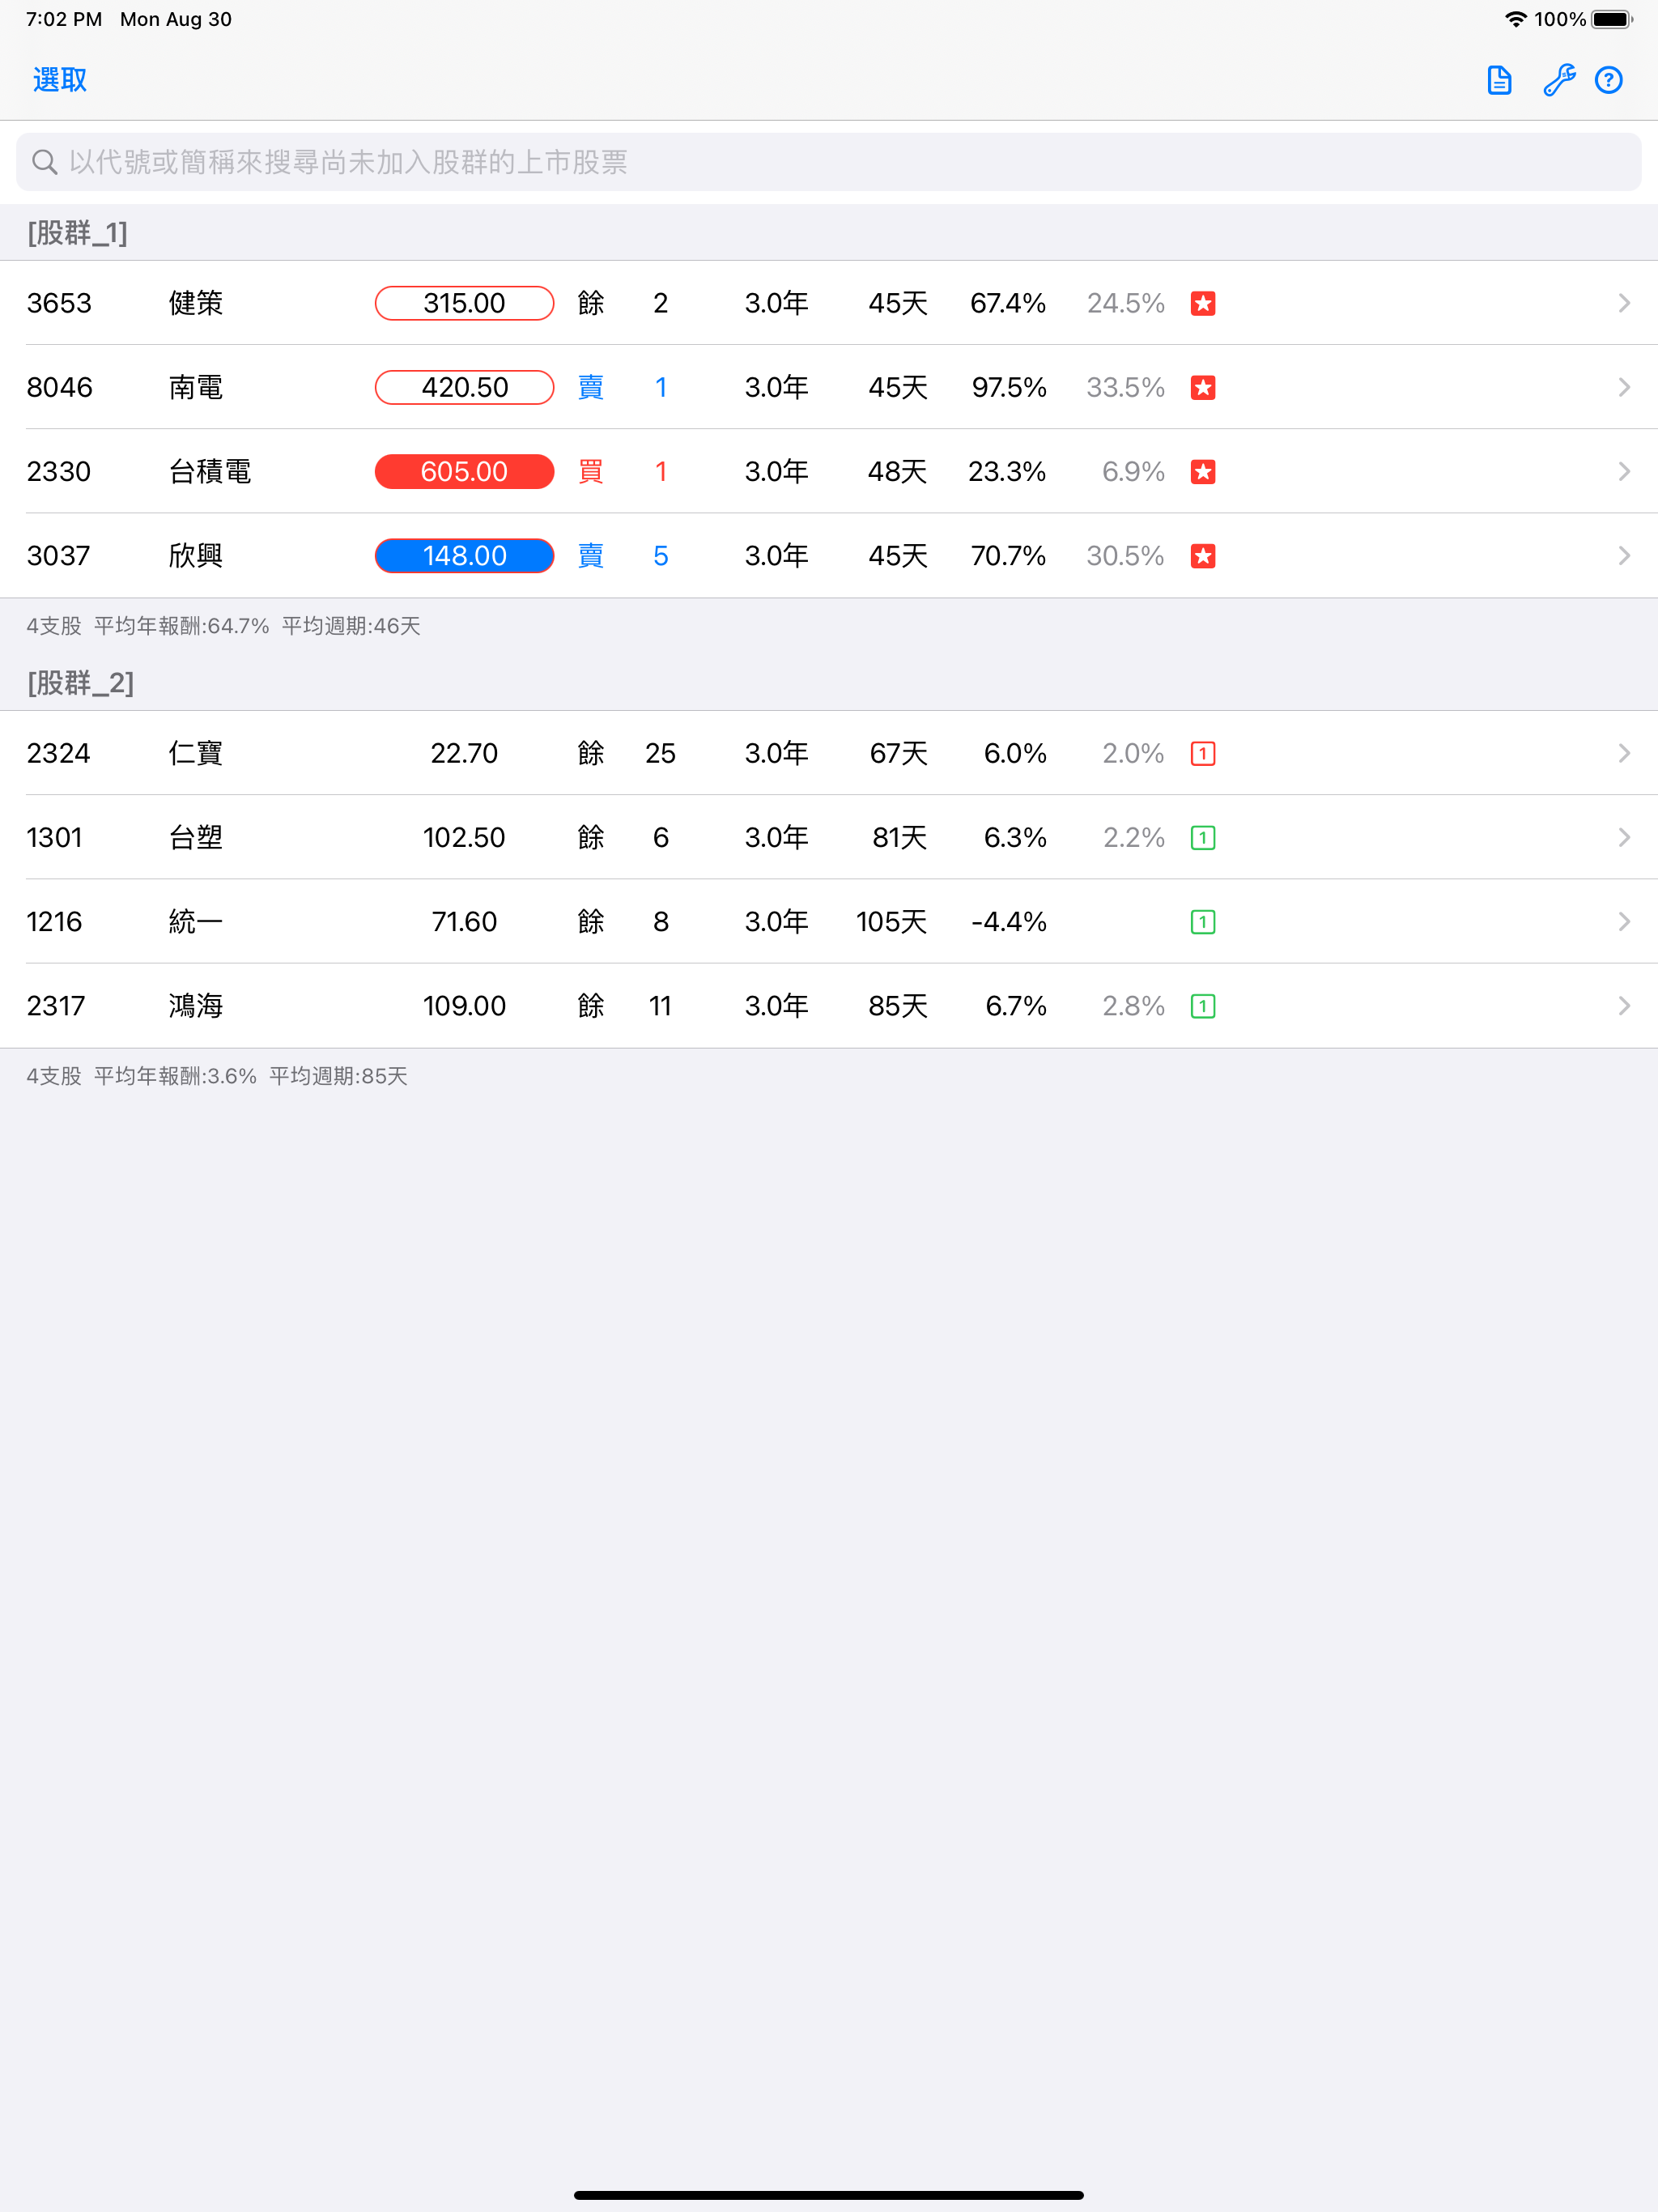 7:02 PM Mon Aug 30 100%
選取
以代號或簡稱來搜尋尚未加入股群的上市股票
[股群_1]
3653 健策 315.00 餘 2 3.0年 45天 67.4% 24.5%
8046 南電 420.50 賣 1 3.0年 45天 97.5% 33.5%
2330 台積電 605.00 買 1 3.0年 48天 23.3% 6.9%
3037 欣興 148.00 賣 5 3.0年 45天 70.7% 30.5%
4支股 平均年報酬:64.7% 平均週期:46天
[股群_2]
2324 仁寶 22.70 餘 25 3.0年 67天 6.0% 2.0% 1
1301 台塑 102.50 餘 6 3.0年 81天 6.3% 2.2% 1
1216 統一 71.60 餘 8 3.0年 105天 -4.4% 1
2317 鴻海 109.00 餘 11 3.0年 85天 6.7% 2.8% 1
4支股 平均年報酬:3.6% 平均週期:85天